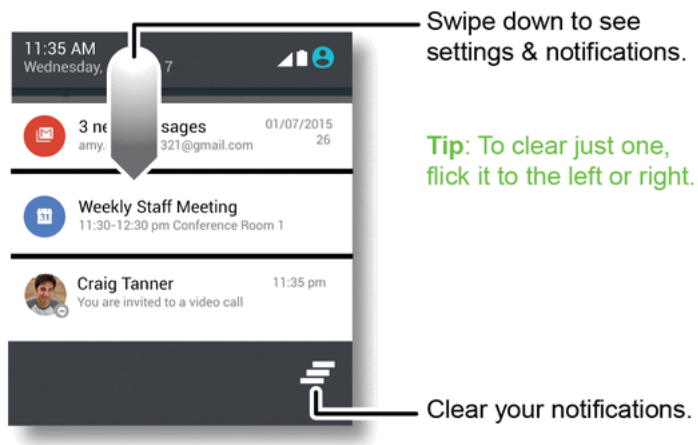 Swipe down to see
settings & notifications.
11:35 AM
Wednesday, 7
3 ne sages 01/07/2015
amy. 321@gmail.com 26
Tip: To clear just one,
flick it to the left or right.
31
Weekly Staff Meeting
11:30-12:30 pm Conference Room 1
Craig Tanner 11:35 pm
You are invited to a video call
Clear your notifications.